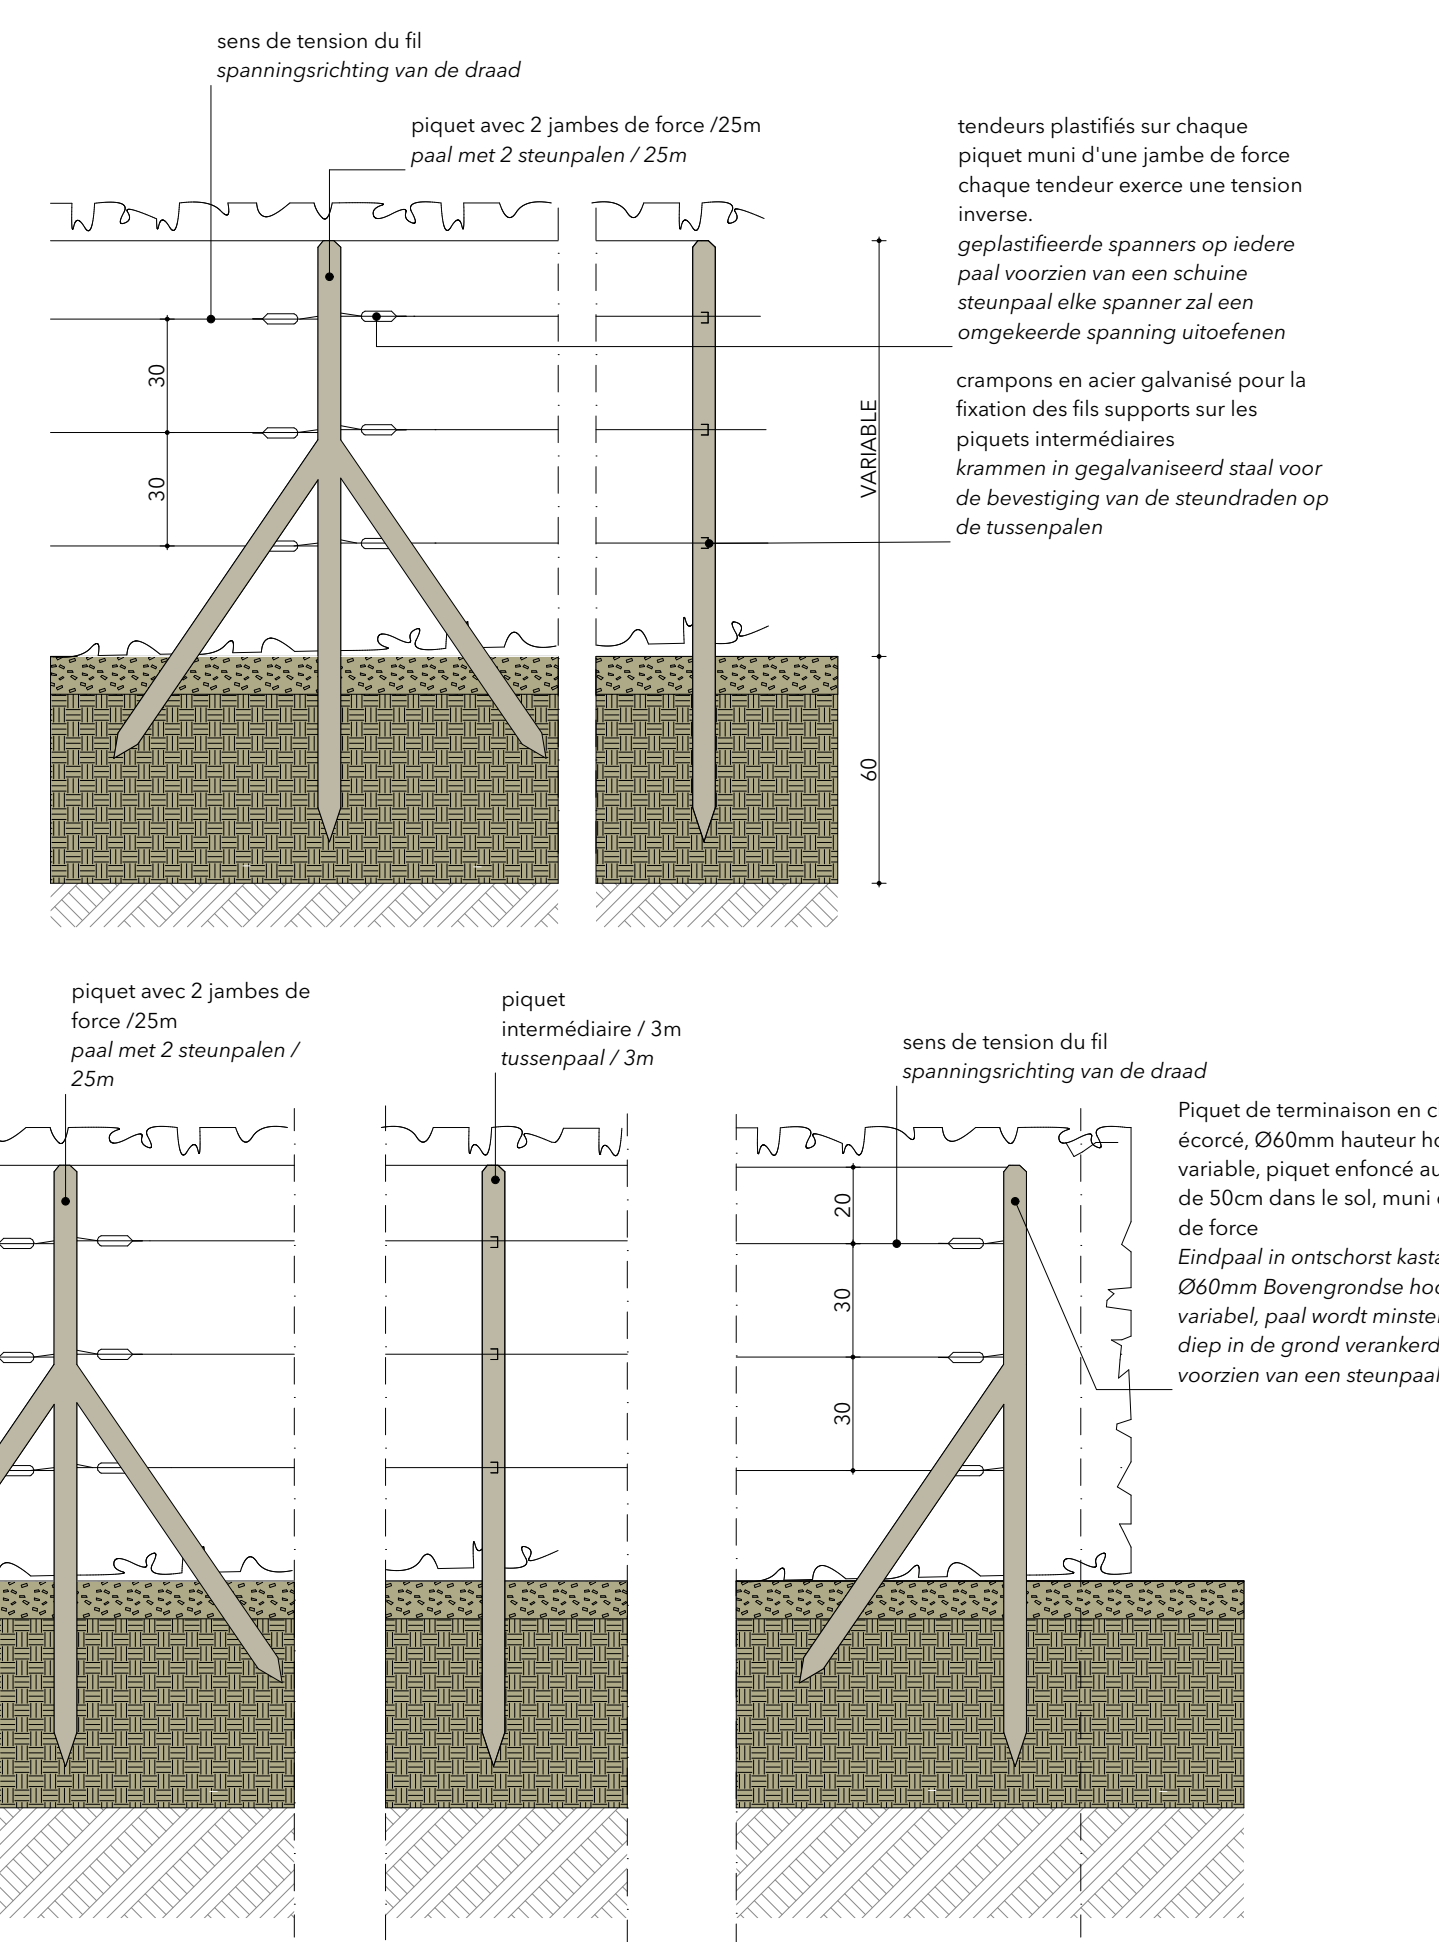 sens de tension du fil
spanningsrichting van de draad
piquet avec 2 jambes de force /25m
paal met 2 steunpalen / 25m
tendeurs plastifiés sur chaque
piquet muni d'une jambe de force
chaque tendeur exerce une tension
inverse.
geplastifieerde spanners op iedere
paal voorzien van een schuine
steunpaal elke spanner zal een
omgekeerde spanning uitoefenen
crampons en acier galvanisé pour la
fixation des fils supports sur les
piquets intermédiaires
krammen in gegalvaniseerd staal voor
de bevestiging van de steundraden op
de tussenpalen
30
30
VARIABLE
60
piquet avec 2 jambes de
force /25m
paal met 2 steunpalen /
25m
piquet
intermédiaire / 3m
tussenpaal / 3m
sens de tension du fil
spanningsrichting van de draad
Piquet de terminaison en
écorcé, Ø60mm hauteur
variable, piquet enfoncé
de 50cm dans le sol, muni
de force
Eindpaal in ontschorst
Ø60mm Bovengrondse
variabel, paal wordt
diep in de grond verankerd
voorzien van een steunpaal
20
30
30